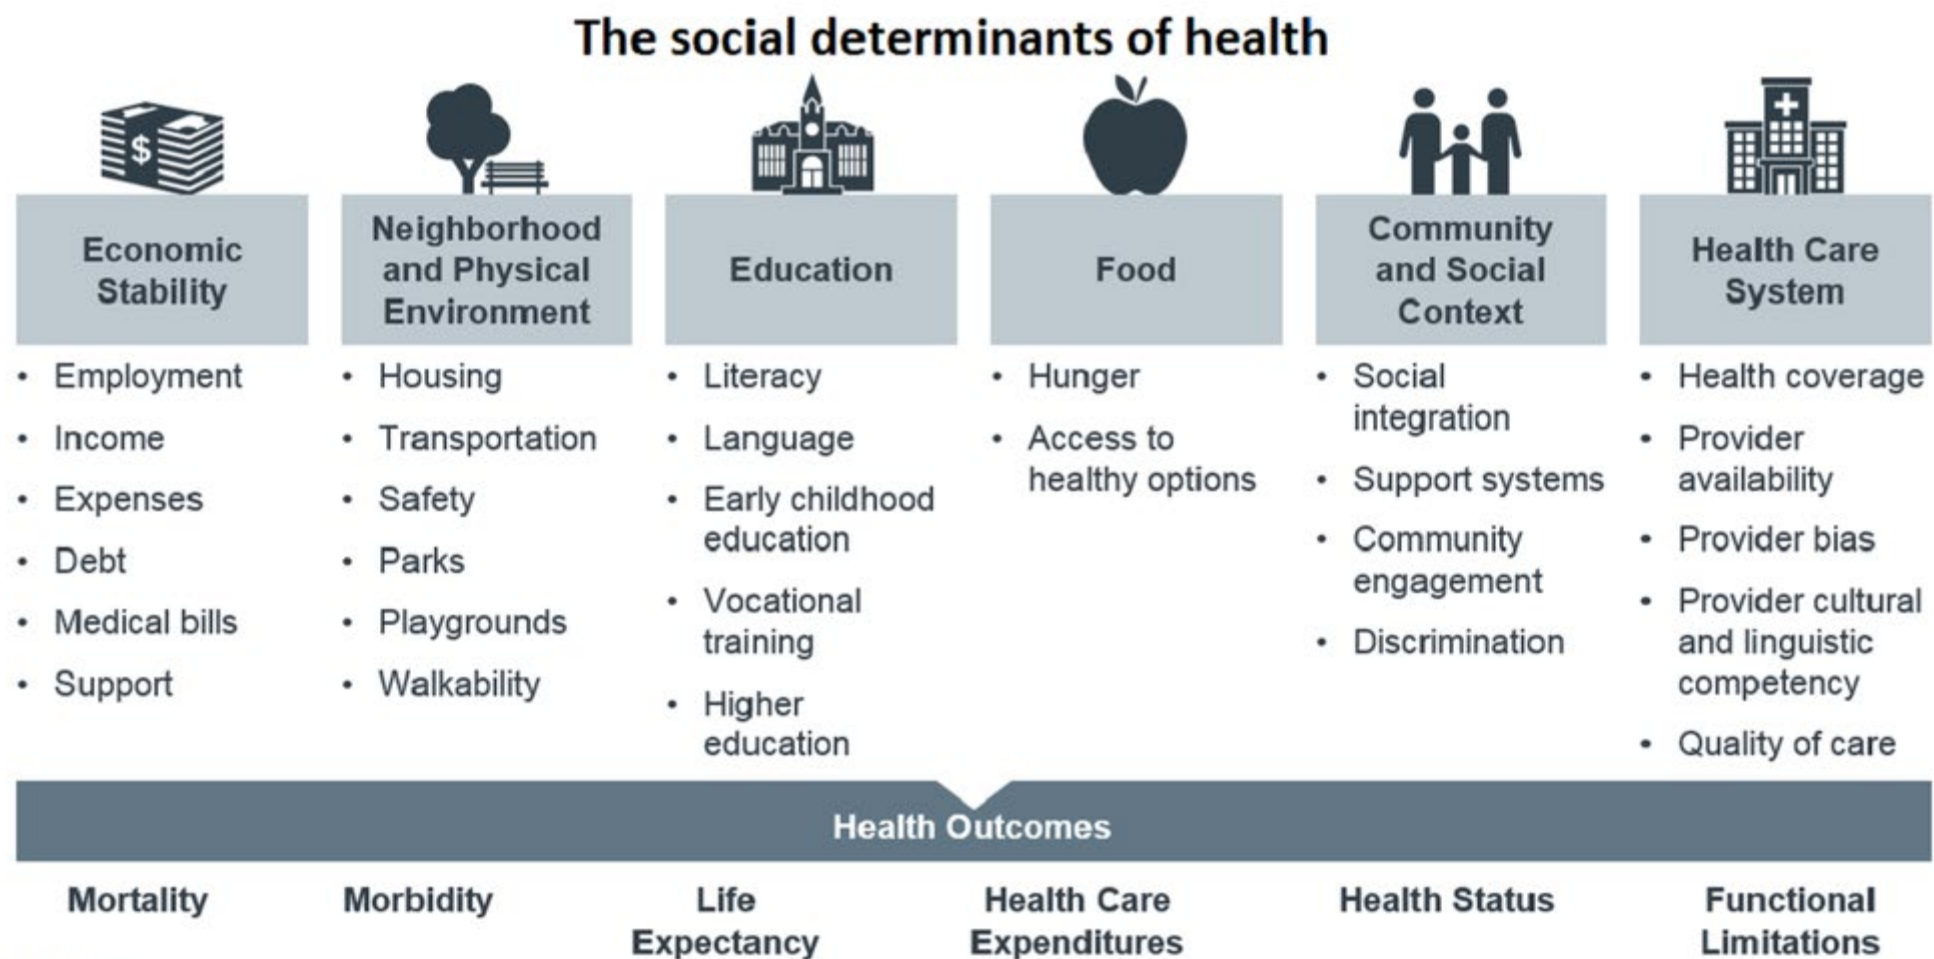 The social determinants of health
$
Economic
Stability
• Employment
• Income
• Expenses
• Debt
• Medical bills
• Support
Neighborhood
and Physical
Environment
• Housing
• Transportation
• Safety
• Parks
• Playgrounds
• Walkability
Education
• Literacy
• Language
• Early childhood
education
• Vocational
training
• Higher
education
Food
• Hunger
• Access to
healthy options
Community
and Social
Context
• Social
integration
• Support systems
• Community
engagement
• Discrimination
Health Care
System
• Health coverage
• Provider
availability
• Provider bias
• Provider cultural
and linguistic
competency
• Quality of care
Health Outcomes
Mortality
Morbidity
Life
Expectancy
Health Care
Expenditures
Health Status
Functional
Limitations